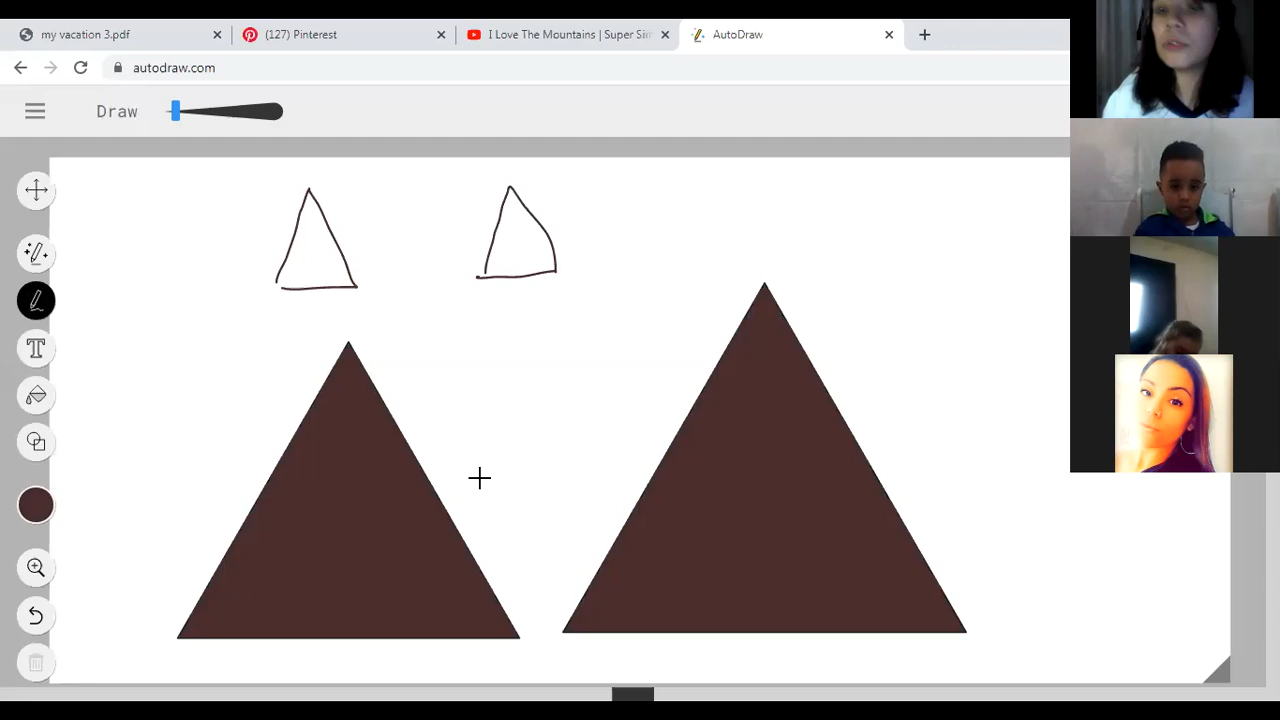 my vacation 3.pdf
(127) Pinterest
I Love The Mountains | Super Sim
AutoDraw
autodraw.com
Draw
T